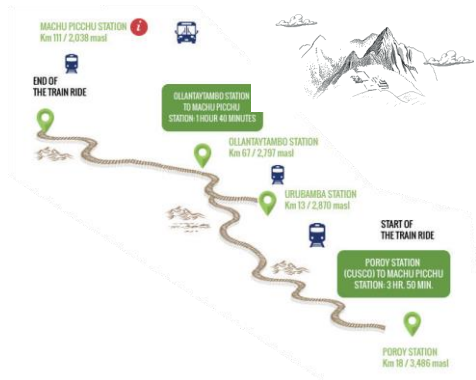 MACHU PICCHU STATION i
Km 111 / 2,038 masl
END OF
THE TRAIN RIDE
OLLANTAYTAMBO STATION
TO MACHU PICCHU
STATION: 1 HOUR 40 MINUTES
OLLANTAYTAMBO STATION
Km 67 / 2,797 masl
URUBAMBA STATION
Km 13 / 2,870 masl
START OF
THE TRAIN RIDE
POROY STATION
(CUSCO) TO MACHU PICCHU
STATION: 3 HR. 50 MIN.
POROY STATION
Km 18 / 3,486 masl